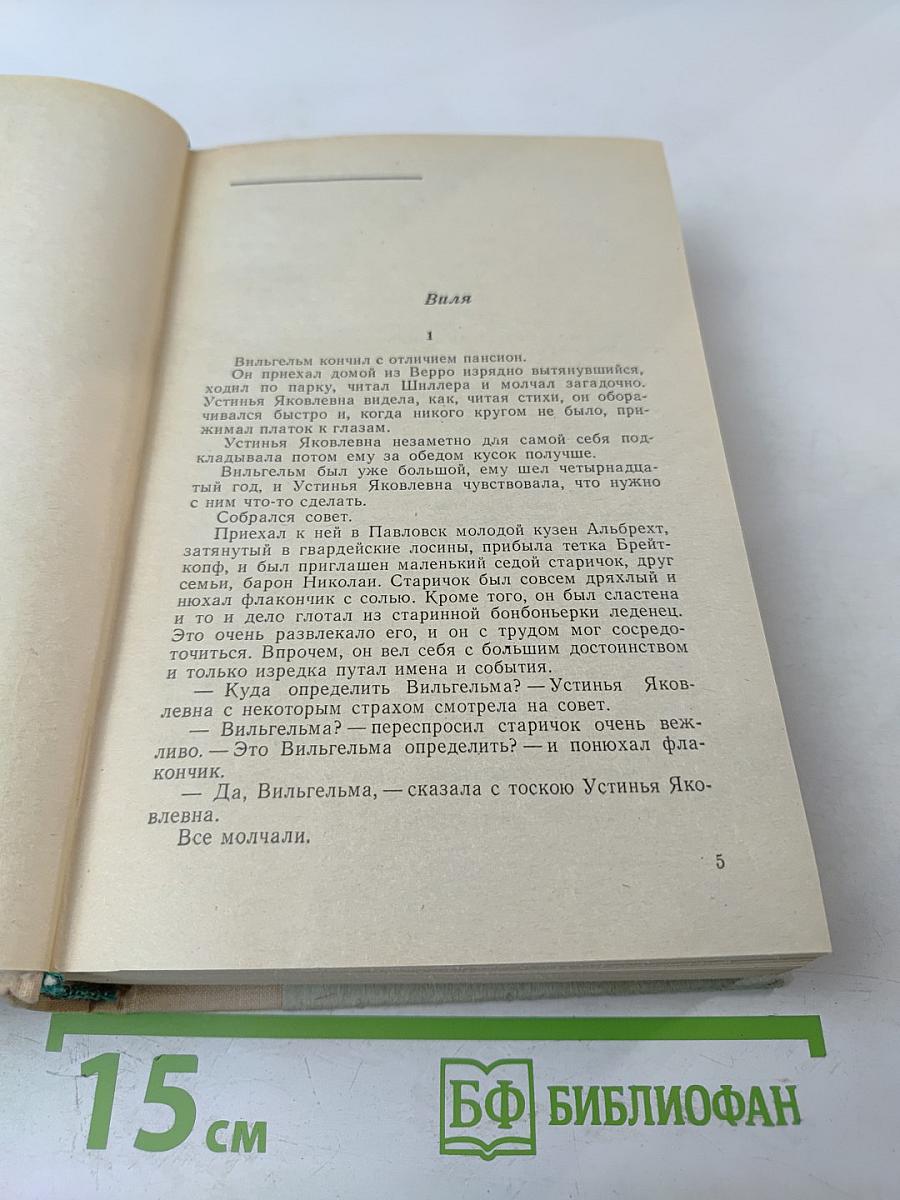 Виля
1
Вильгельм кончил с отличием пансион.
Он приехал домой из Верро изрядно вытянувшийся,
ходил по парку, читал Шиллера и молчал загадочно.
Устинья Яковлевна видела, как, читая стихи, он обора-
чивался быстро и, когда никого кругом не было, при-
жимал платок к глазам.
Устинья Яковлевна незаметно для самой себя под-
кладывала потом ему за обедом кусок получше.
Вильгельм был уже большой, ему шел четырнадца-
тый год, и Устинья Яковлевна чувствовала, что нужно
с ним что-то сделать.
Собрался совет.
Приехал к ней в Павловск молодой кузен Альбрехт,
затянутый в гвардейские лосины, прибыла тетка Брейт-
копф, и был приглашен маленький седой старичок, друг
семьи, барон Николаи. Старичок был совсем дряхлый и
нюхал флакончик с солью. Кроме того, он был сластена
и то и дело глотал из старинной бонбоньерки леденец.
Это очень развлекало его, и он с трудом мог сосредо-
точиться. Впрочем, он вел себя с большим достоинством
и только изредка путал имена и события.
— Куда определить Вильгельма? — Устинья Яков-
левна с некоторым страхом смотрела на совет.
— Вильгельма? — переспросил старичок очень веж-
ливо. — Это Вильгельма определить? — и понюхал фла-
кончик.
— Да, Вильгельма, — сказала с тоскою Устинья Яко-
влевна.
Все молчали.
5
15 см
БФ БИБЛИОФАН